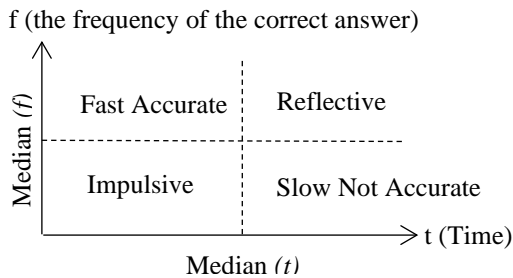 f (the frequency of the correct answer)
Fast Accurate
Reflective
Median (f)
Impulsive
Slow Not Accurate
t (Time)
Median (t)